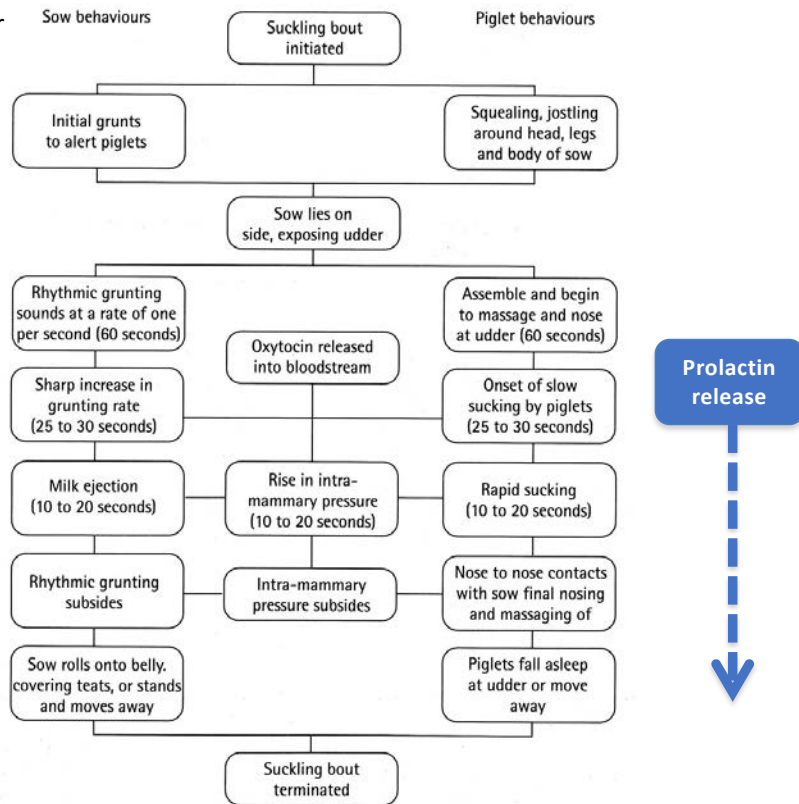 r
Sow behaviours
Piglet behaviours
Suckling bout
initiated
Initial grunts
to alert piglets
Squealing, jostling
around head, legs
and body of sow
Sow lies on
side, exposing udder
Rhythmic grunting
sounds at a rate of one
per second (60 seconds)
Assemble and begin
to massage and nose
at udder (60 seconds)
Oxytocin released
into bloodstream
Prolactin
release
Sharp increase in
grunting rate
(25 to 30 seconds)
Onset of slow
sucking by piglets
(25 to 30 seconds)
Milk ejection
(10 to 20 seconds)
Rise in intra-
mammary pressure
(10 to 20 seconds)
Rapid sucking
(10 to 20 seconds)
Rhythmic grunting
subsides
Intra-mammary
pressure subsides
Nose to nose contacts
with sow final nosing
and massaging of
Sow rolls onto belly.
covering teats, or stands
and moves away
Piglets fall asleep
at udder or move
away
Suckling bout
terminated